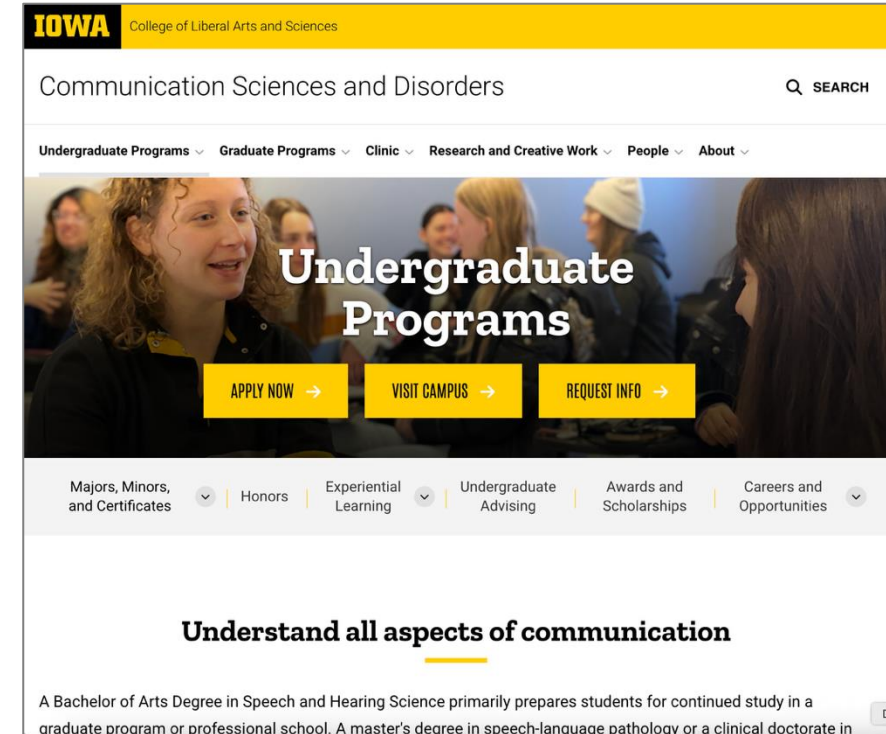 IOWA College of Liberal Arts and Sciences
Communication Sciences and Disorders
SEARCH
Undergraduate Programs Graduate Programs Clinic Research and Creative Work People About
Undergraduate
Programs
APPLY NOW → VISIT CAMPUS → REQUEST INFO →
Majors, Minors,
and Certificates
Honors
Experiential
Learning
Undergraduate
Advising
Awards and
Scholarships
Careers and
Opportunities
Understand all aspects of communication
A Bachelor of Arts Degree in Speech and Hearing Science primarily prepares students for continued study in a
graduate program or professional school. A master's degree in speech-language pathology or a clinical doctorate in